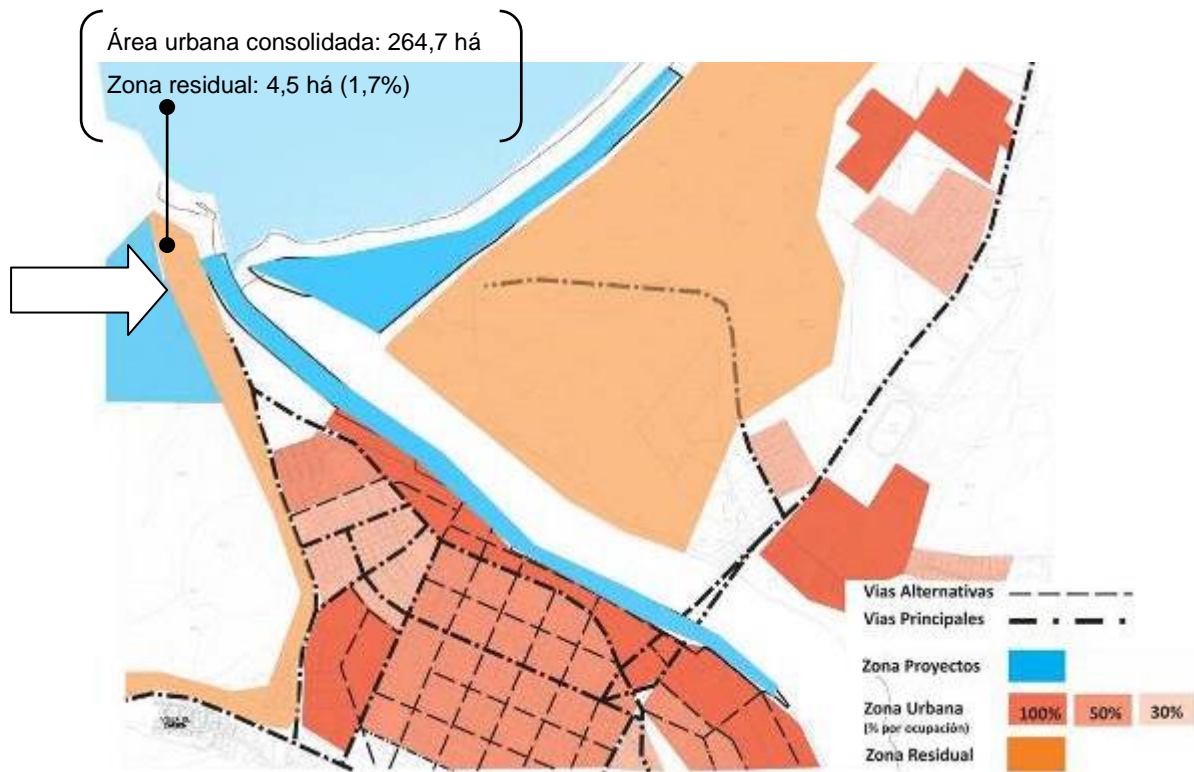 Área urbana consolidada: 264,7 há
Zona residual: 4,5 há (1,7%)
Vias Alternativas
Vias Principales
Zona Proyectos
Zona Urbana 100% 50% 30%
(% por ocupación)
Zona Residual